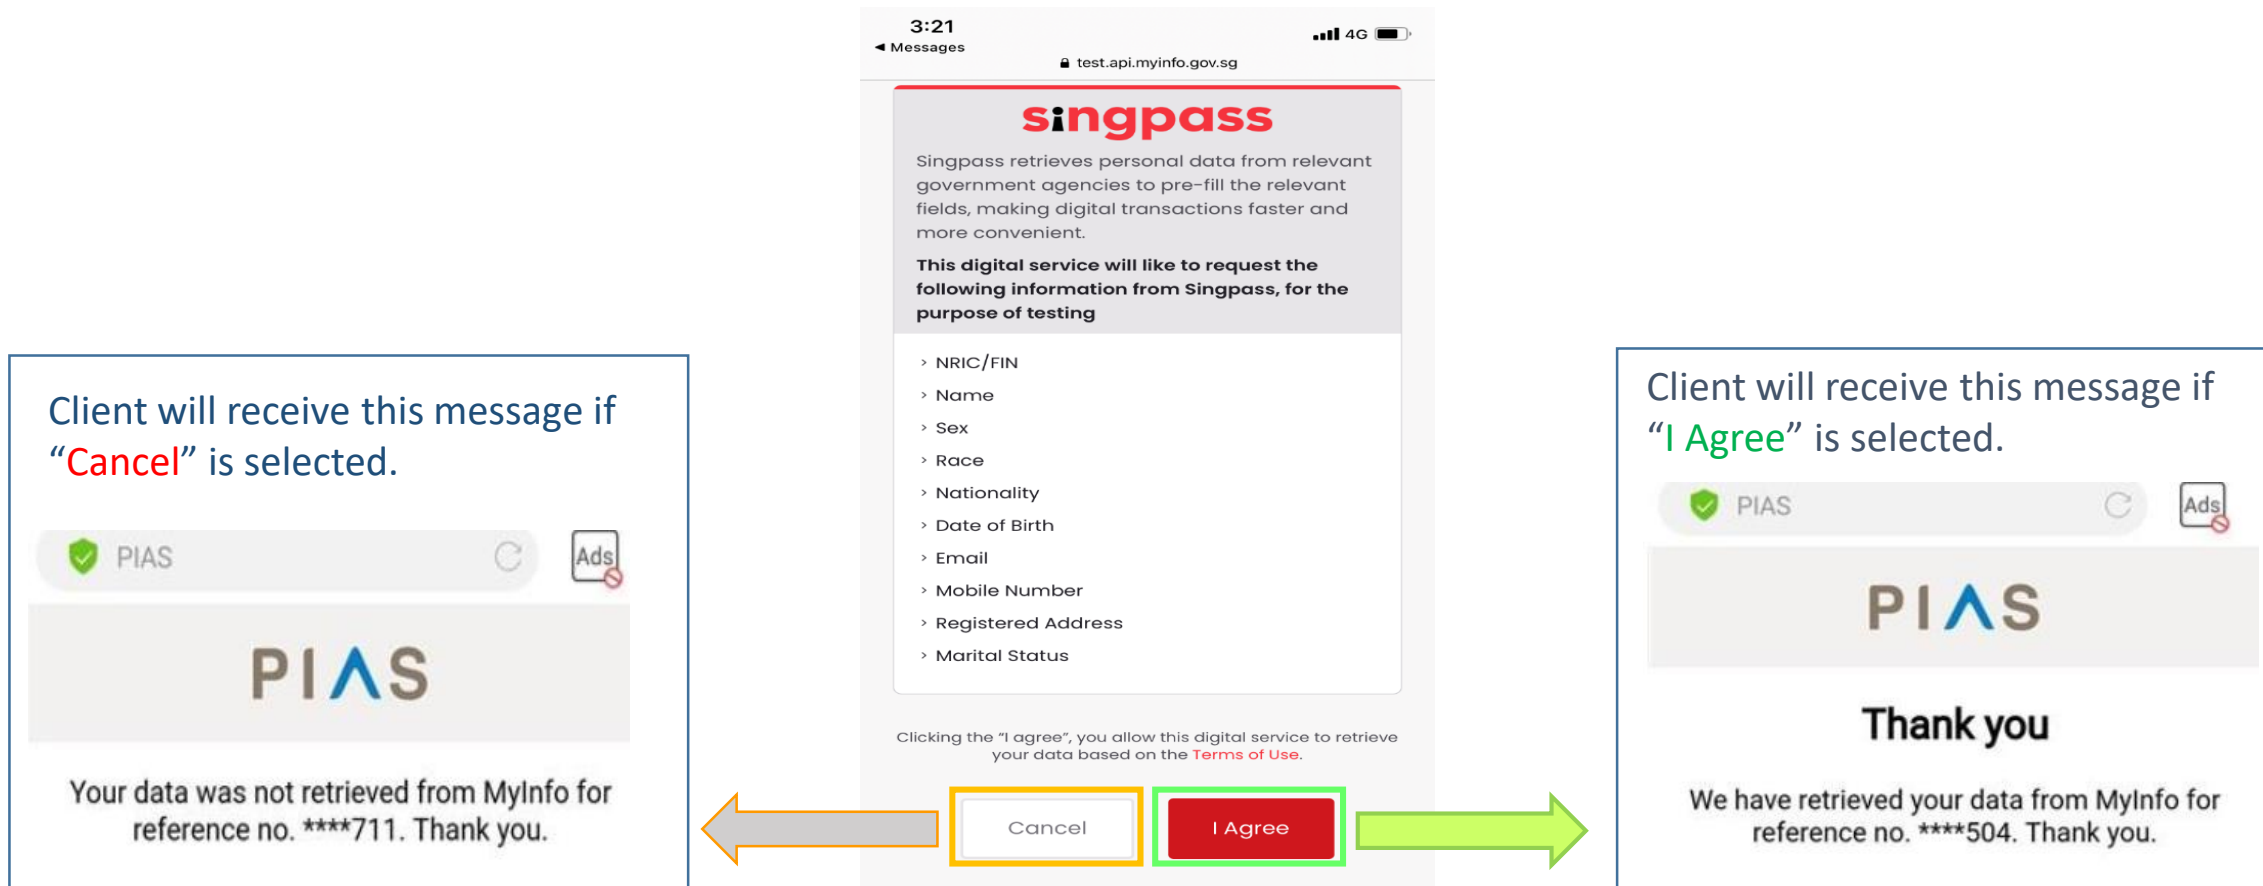 3:21
Messages
4G
test.api.myinfo.gov.sg
singpass
Singpass retrieves personal data from relevant
government agencies to pre-fill the relevant
fields, making digital transactions faster and
more convenient.
This digital service will like to request the
following information from Singpass, for the
purpose of testing
NRIC/FIN
Name
Sex
Race
Nationality
Date of Birth
Email
Mobile Number
Registered Address
Marital Status
Clicking the "I agree", you allow this digital service to retrieve
your data based on the Terms of Use.
Cancel
I Agree
Client will receive this message if
“Cancel” is selected.
PIAS
Ads
PIAS
Your data was not retrieved from MyInfo for
reference no. ****711. Thank you.
Client will receive this message if
“I Agree” is selected.
PIAS
Ads
PIAS
Thank you
We have retrieved your data from MyInfo for
reference no. ****504. Thank you.